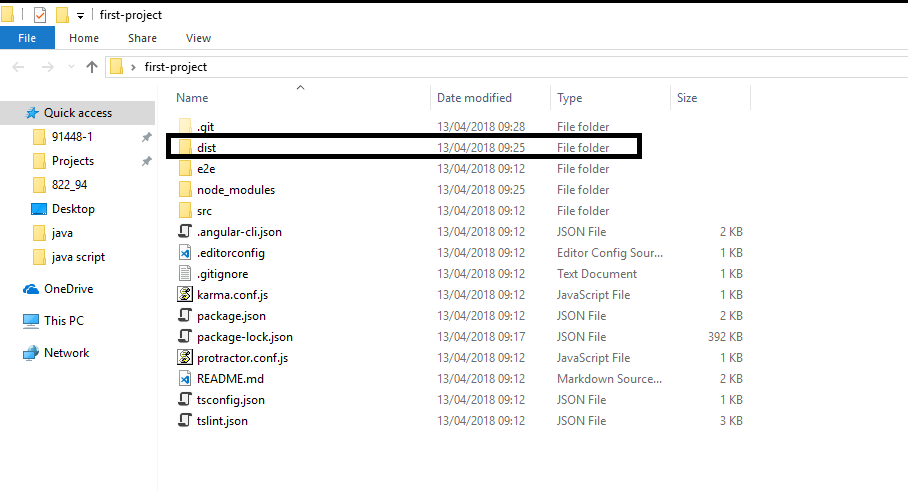 first-project
File Home Share View
first-project
Name Date modified Type Size
Quick access
91448-1
Projects
822_94
Desktop
java
java script
OneDrive
This PC
Network
.git 13/04/2018 09:28 File folder
dist 13/04/2018 09:25 File folder
e2e 13/04/2018 09:12 File folder
node_modules 13/04/2018 09:25 File folder
src 13/04/2018 09:12 File folder
.angular-cli.json 13/04/2018 09:12 JSON File 2 KB
.editorconfig 13/04/2018 09:12 Editor Config Sour... 1 KB
.gitignore 13/04/2018 09:12 Text Document 1 KB
karma.conf.js 13/04/2018 09:12 JavaScript File 1 KB
package.json 13/04/2018 09:12 JSON File 2 KB
package-lock.json 13/04/2018 09:17 JSON File 392 KB
protractor.conf.js 13/04/2018 09:12 JavaScript File 1 KB
README.md 13/04/2018 09:12 Markdown Source... 2 KB
tsconfig.json 13/04/2018 09:12 JSON File 1 KB
tslint.json 13/04/2018 09:12 JSON File 3 KB